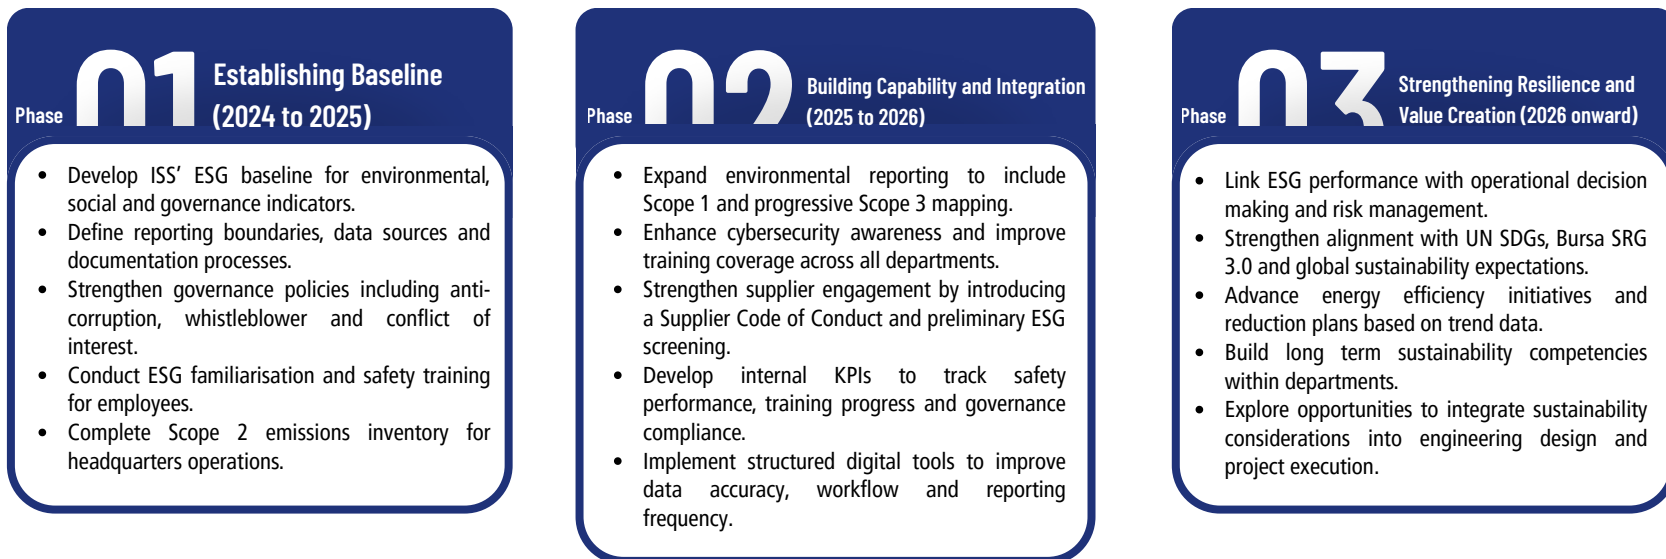 Phase 01 Establishing Baseline
(2024 to 2025)
• Develop ISS' ESG baseline for environmental,
social and governance indicators.
• Define reporting boundaries, data sources and
documentation processes.
• Strengthen governance policies including anti-
corruption, whistleblower and conflict of
interest.
• Conduct ESG familiarisation and safety training
for employees.
• Complete Scope 2 emissions inventory for
headquarters operations.
Phase 02 Building Capability and Integration
(2025 to 2026)
• Expand environmental reporting to include
Scope 1 and progressive Scope 3 mapping.
• Enhance cybersecurity awareness and improve
training coverage across all departments.
• Strengthen supplier engagement by introducing
a Supplier Code of Conduct and preliminary ESG
screening.
• Develop internal KPIs to track safety
performance, training progress and governance
compliance.
• Implement structured digital tools to improve
data accuracy, workflow and reporting
frequency.
Phase 03 Strengthening Resilience and
Value Creation (2026 onward)
• Link ESG performance with operational decision
making and risk management.
• Strengthen alignment with UN SDGs, Bursa SRG
3.0 and global sustainability expectations.
• Advance energy efficiency initiatives and
reduction plans based on trend data.
• Build long term sustainability competencies
within departments.
• Explore opportunities to integrate sustainability
considerations into engineering design and
project execution.